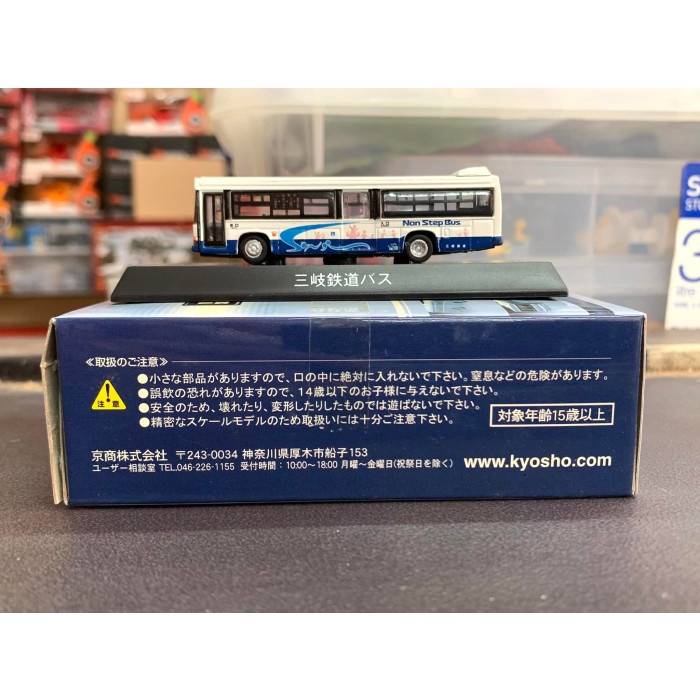 Non Step Bus
三岐鉄道バス
≪取扱のご注意≫
注意
●小さな部品がありますので、口の中に絶対に入れないで下さい。窒息などの危険があります。
●誤飲の恐れがありますので、14歳以下のお子様に与えないで下さい。
●安全のため、壊れたり、変形したりしたものでは遊ばないで下さい。
●精密なスケールモデルのため取扱いには十分ご注意下さい。
対象年齢15歳以上
京商株式会社 〒243-0034 神奈川県厚木市船子153
ユーザー相談室 TEL.046-226-1155 受付時間：10:00〜18:00 月曜〜金曜日(祝祭日を除く)
www.kyosho.com